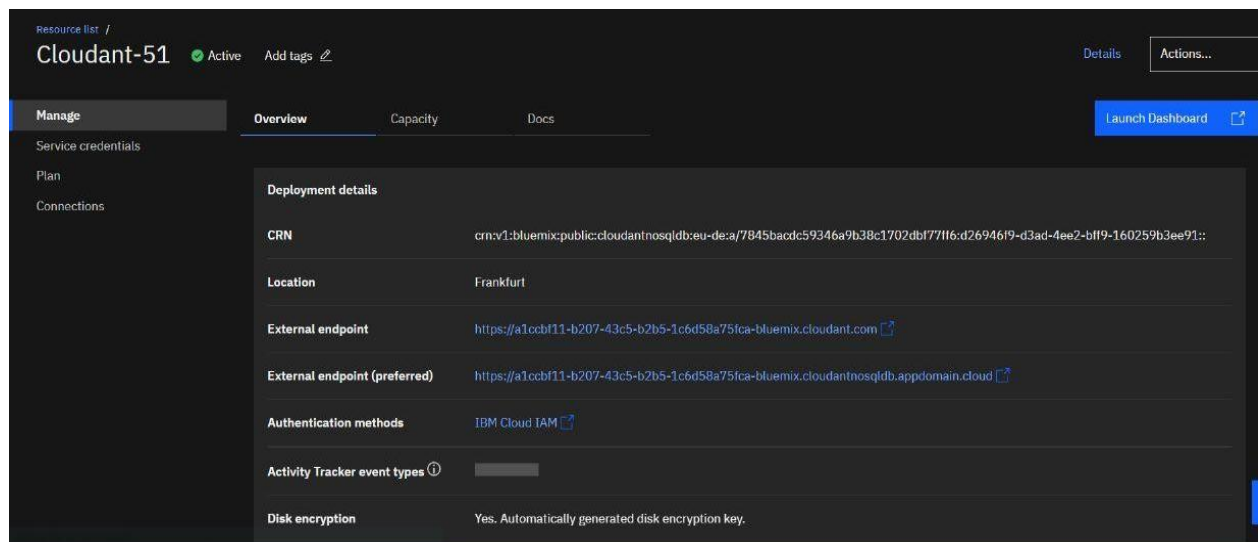 Resource list /
Cloudant-51 Active Add tags
Details Actions...
Manage
Service credentials
Plan
Connections
Overview Capacity Docs
Launch Dashboard
Deployment details
CRN crn:v1:bluemix:public:cloudantnosqldb:eu-de:a/7845bacdc59346a9b38c1702dbf77ff6:d26946f9-d3ad-4ee2-bff9-160259b3ee91::
Location Frankfurt
External endpoint https://a1ccbf11-b207-43c5-b2b5-1c6d58a75fca-bluemix.cloudant.com
External endpoint (preferred) https://a1ccbf11-b207-43c5-b2b5-1c6d58a75fca-bluemix.cloudantnosqldb.appdomain.cloud
Authentication methods IBM Cloud IAM
Activity Tracker event types
Disk encryption Yes. Automatically generated disk encryption key.